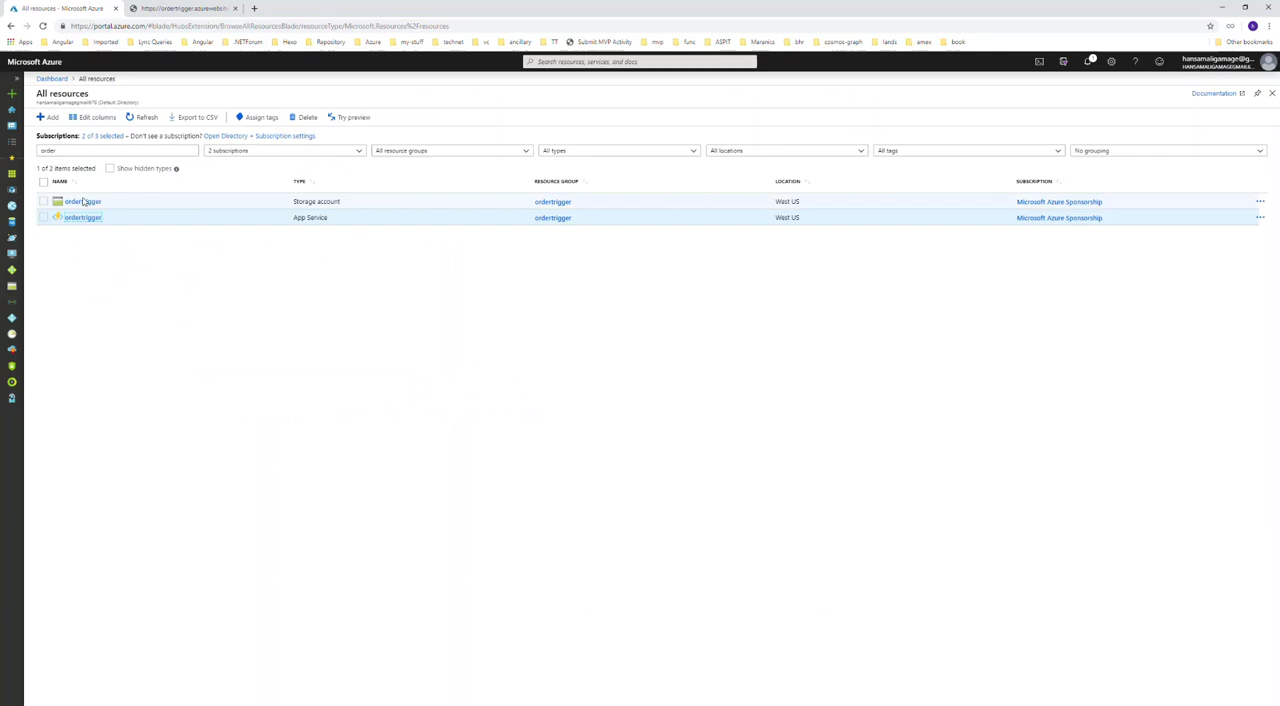 All resources - Microsoft Azure
https://ordertrigger.azurewebsit
https://portal.azure.com/#blade/HubsExtension/BrowseAllResourcesBlade/resourceType/Microsoft.Resources%2Fresources
Apps Angular Imported Lync Queries Angular .NETForum Hexo Repository Azure my-stuff technet vc ancillary TT Submit MVP Activity mvp func ASPIT Maranics bhr cosmos-graph lands amex book Other bookmarks
Microsoft Azure
Search resources, services, and docs
1
hansamaligamage@g...
Dashboard > All resources
All resources
Documentation
Add Edit columns Refresh Export to CSV Assign tags Delete Try preview
Subscriptions: 2 of 3 selected – Don't see a subscription? Open Directory + Subscription settings
order 2 subscriptions All resource groups All types All locations All tags No grouping
1 of 2 items selected Show hidden types
NAME TYPE RESOURCE GROUP LOCATION SUBSCRIPTION
ordertrigger Storage account ordertrigger West US Microsoft Azure Sponsorship ...
ordertrigger App Service ordertrigger West US Microsoft Azure Sponsorship ...